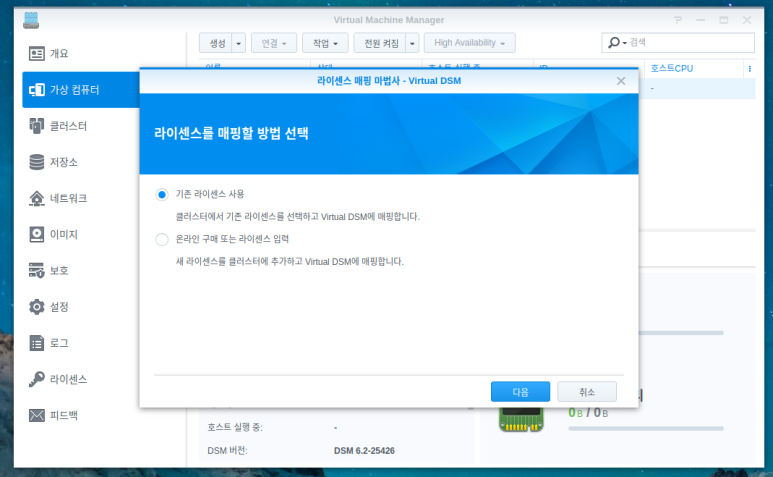 Virtual Machine Manager
생성
연결
작업
전원 켜짐
High Availability
검색
개요
가상 컴퓨터
클러스터
저장소
네트워크
이미지
보호
설정
로그
라이센스
피드백
호스트CPU
-
라이센스 매핑 마법사 - Virtual DSM
라이센스를 매핑할 방법 선택
기존 라이센스 사용
클러스터에서 기존 라이센스를 선택하고 Virtual DSM에 매핑합니다.
온라인 구매 또는 라이센스 입력
새 라이센스를 클러스터에 추가하고 Virtual DSM에 매핑합니다.
다음
취소
0 B / 0 B
호스트 실행 중: -
DSM 버전: DSM 6.2-25426